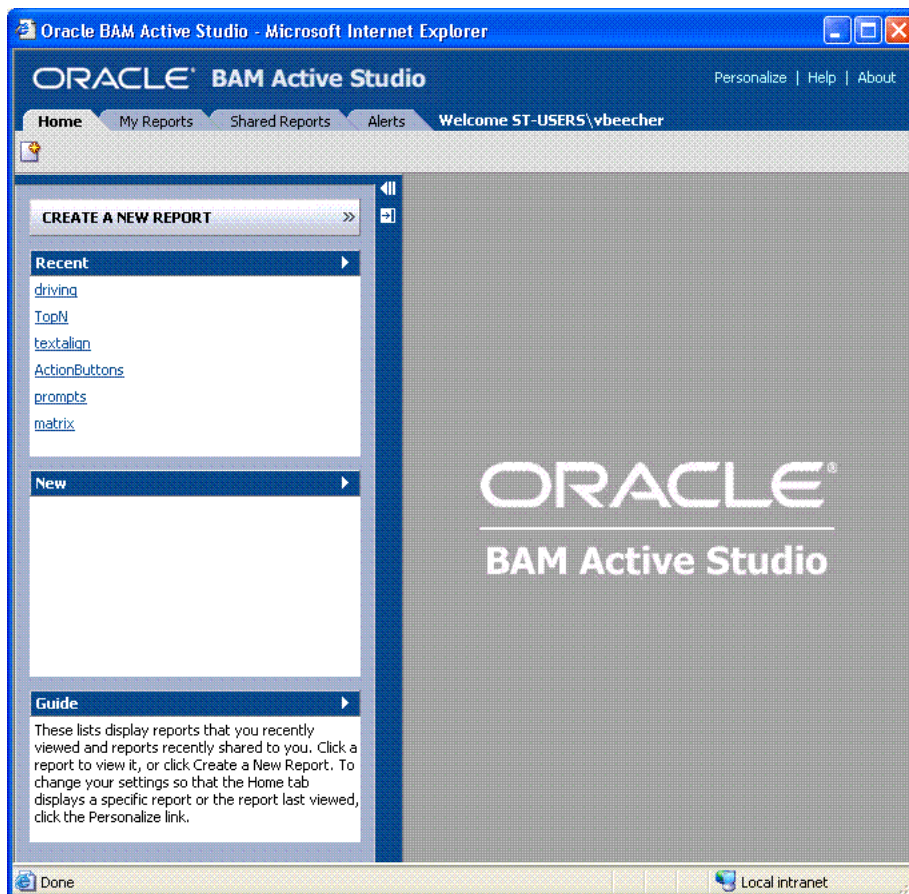 Oracle BAM Active Studio - Microsoft Internet Explorer
ORACLE BAM Active Studio
Personalize | Help | About
Home My Reports Shared Reports Alerts Welcome ST-USERS\vbeecher
CREATE A NEW REPORT »
Recent
driving
TopN
textalign
ActionButtons
prompts
matrix
New
Guide
These lists display reports that you recently
viewed and reports recently shared to you. Click a
report to view it, or click Create a New Report. To
change your settings so that the Home tab
displays a specific report or the report last viewed,
click the Personalize link.
ORACLE®
BAM Active Studio
Done
Local intranet